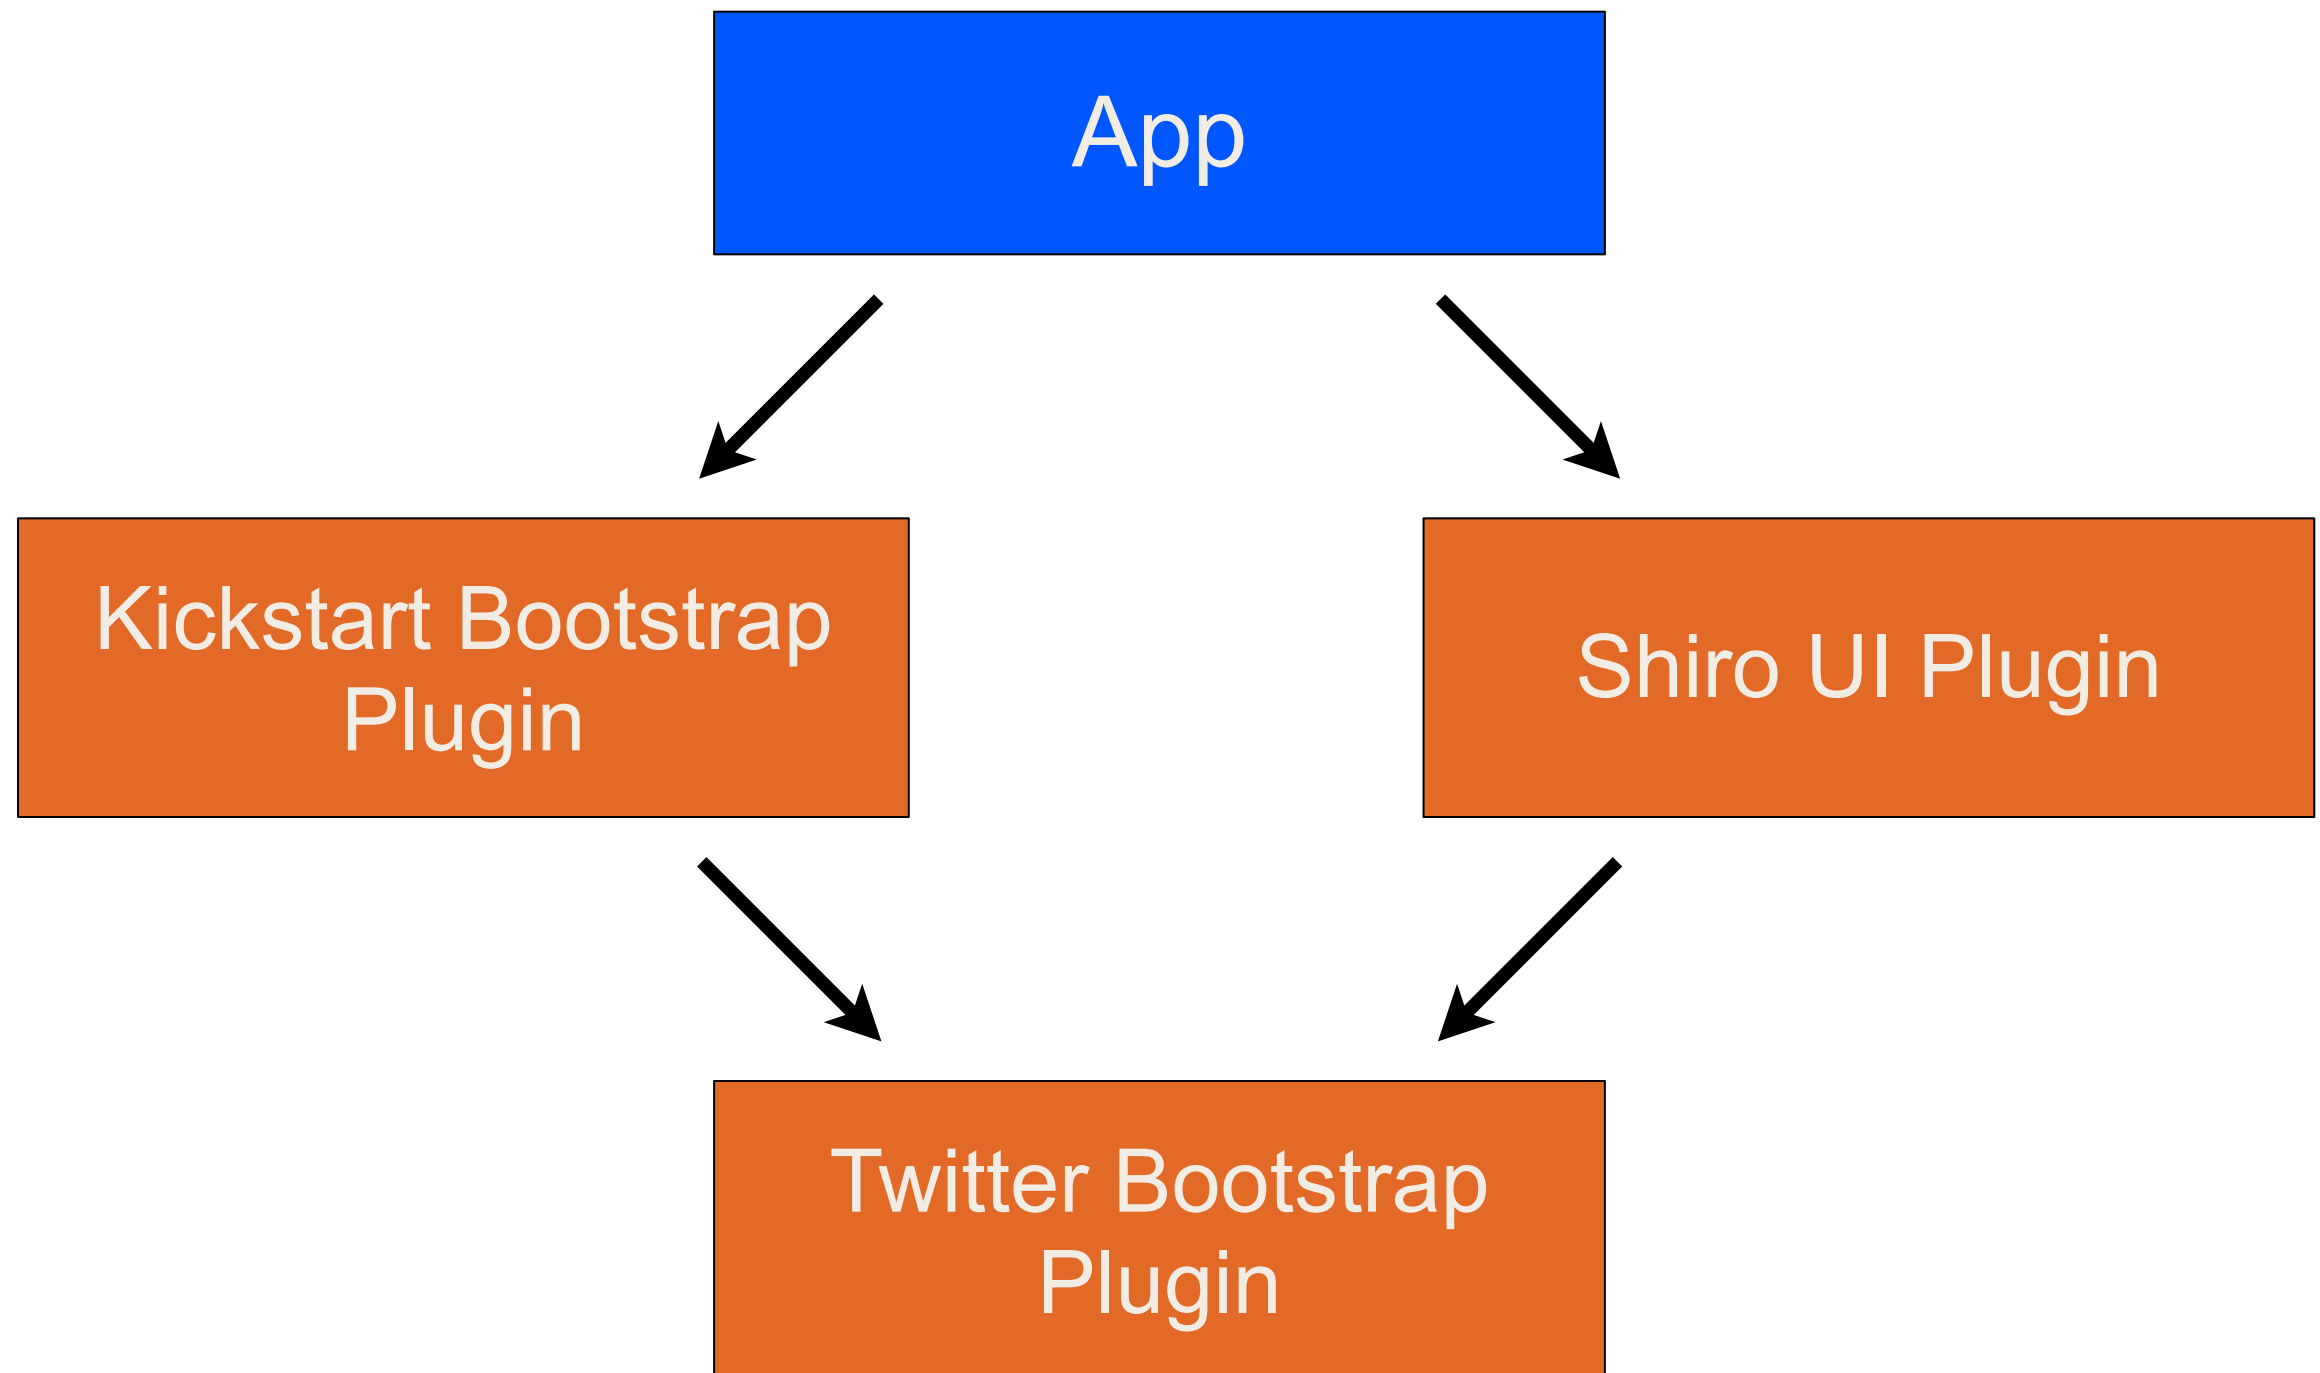 App
Kickstart Bootstrap
Plugin
Shiro UI Plugin
Twitter Bootstrap
Plugin